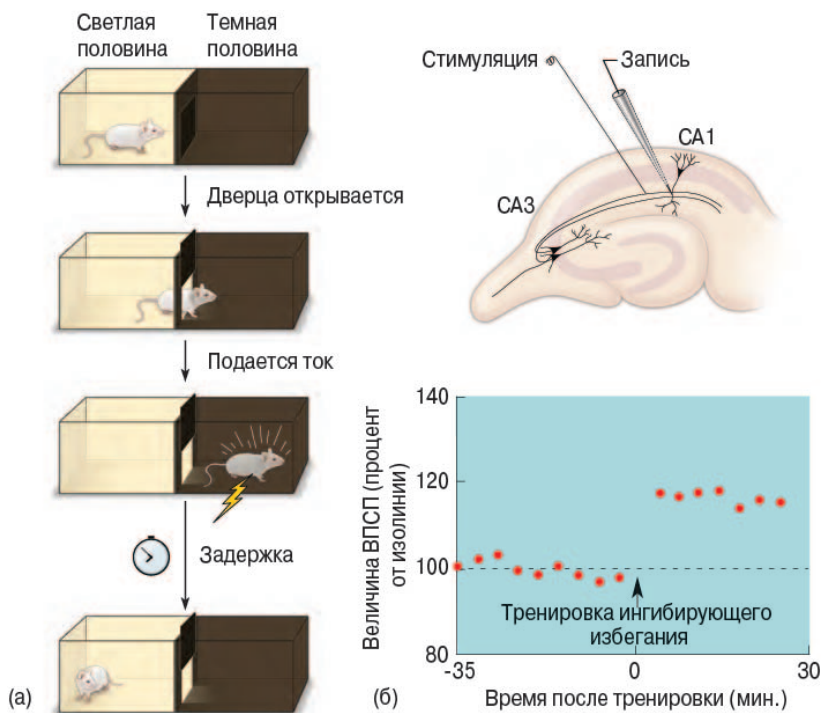 Светлая
половина
Темная
половина
Дверца открывается
Подается ток
Задержка
(а)
Стимуляция
Запись
CA1
CA3
Величина ВПСП (процент
от изолинии)
140
120
100
80
Тренировка ингибирующего
избегания
-35
0
30
(б)
Время после тренировки (мин.)